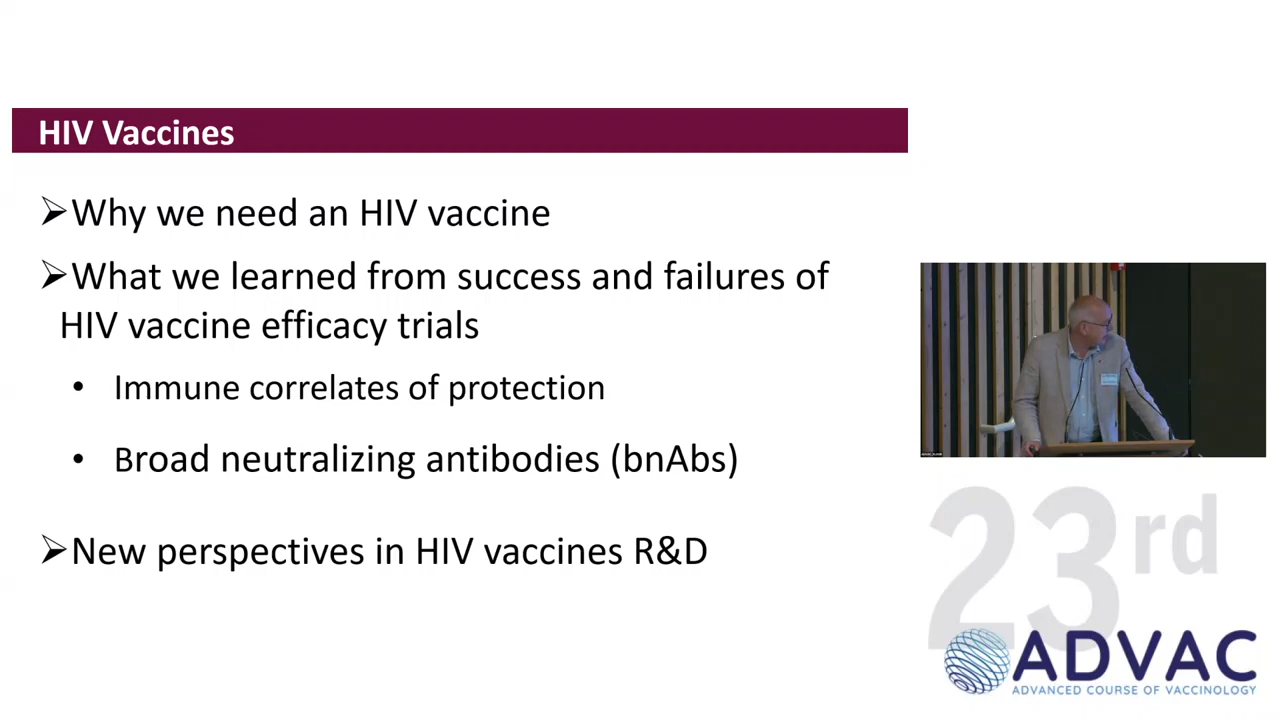 HIV Vaccines
➢Why we need an HIV vaccine
➢What we learned from success and failures of
HIV vaccine efficacy trials
• Immune correlates of protection
• Broad neutralizing antibodies (bnAbs)
➢New perspectives in HIV vaccines R&D
23rd
ADVAC
ADVANCED COURSE OF VACCINOLOGY